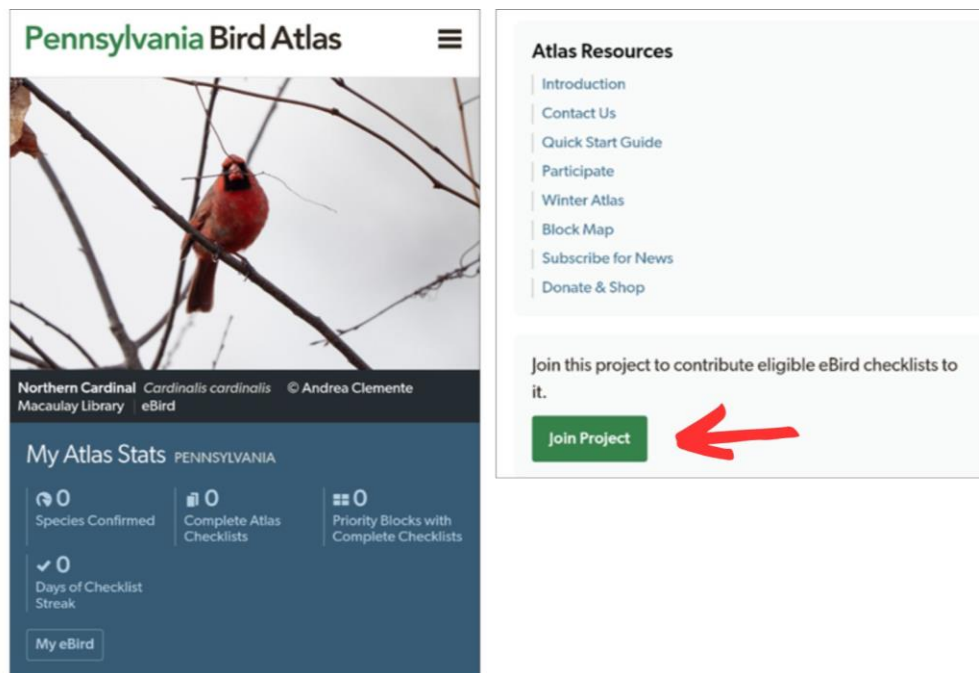 Pennsylvania Bird Atlas
Northern Cardinal Cardinalis cardinalis © Andrea Clemente
Macaulay Library eBird
My Atlas Stats PENNSYLVANIA
0
Species Confirmed
0
Complete Atlas
Checklists
0
Priority Blocks with
Complete Checklists
0
Days of Checklist
Streak
My eBird
Atlas Resources
Introduction
Contact Us
Quick Start Guide
Participate
Winter Atlas
Block Map
Subscribe for News
Donate & Shop
Join this project to contribute eligible eBird checklists to
it.
Join Project